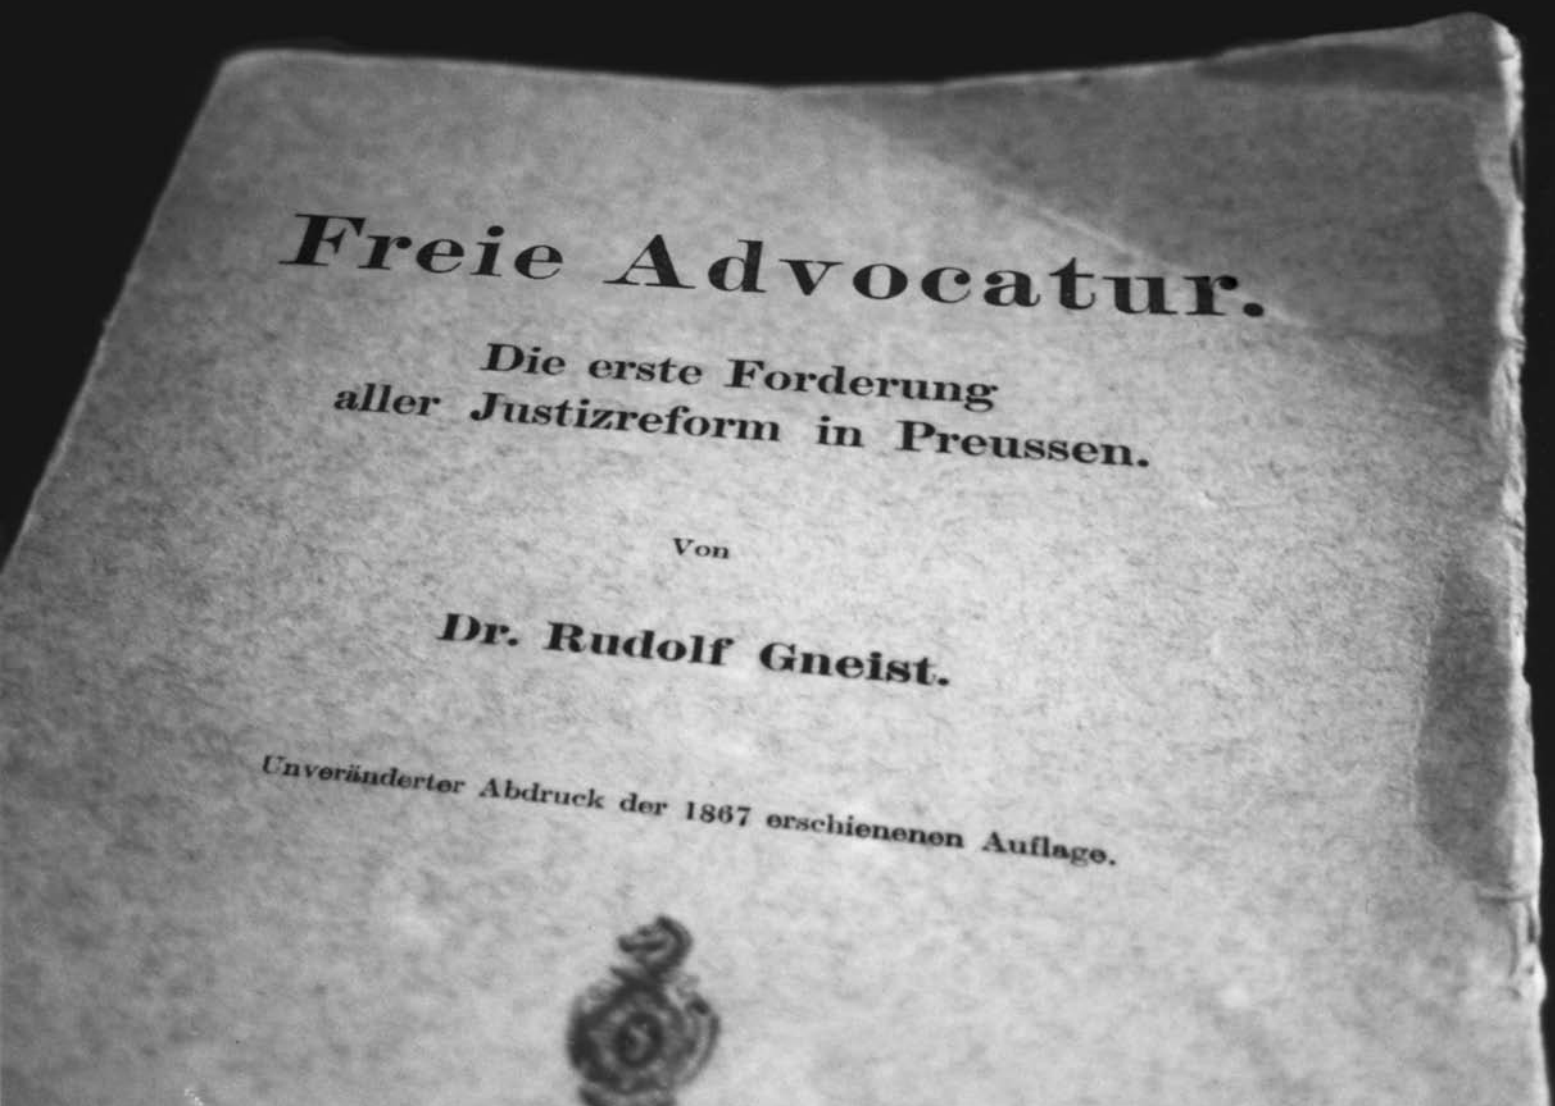 Freie Advocatur.
Die erste Forderung
aller Justizreform in Preussen.
Von
Dr. Rudolf Gneist.
Unveränderter Abdruck der 1867 erschienenen Auflage.